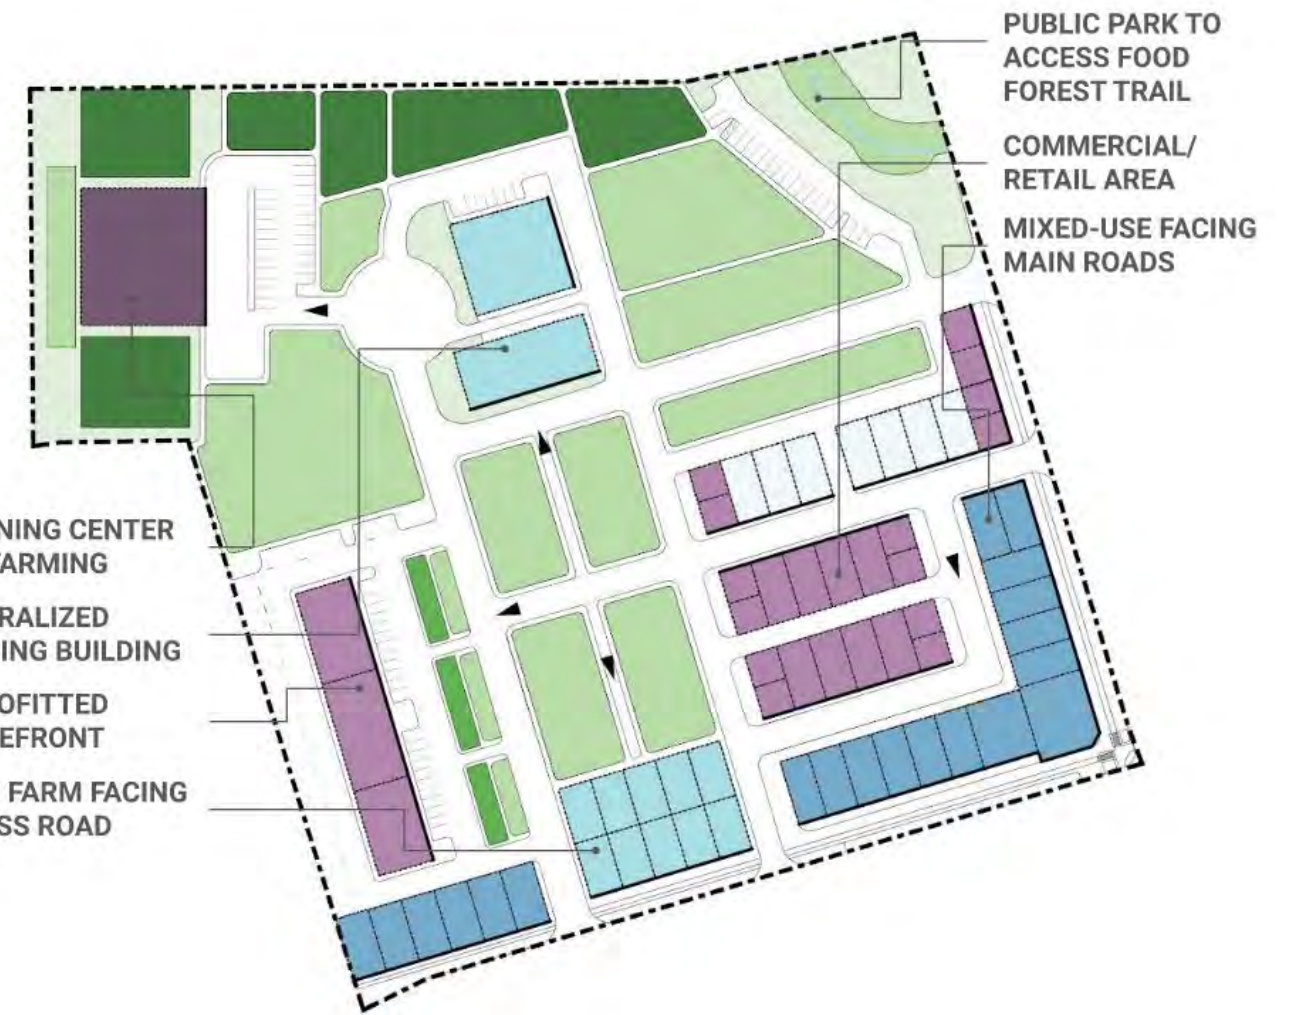 PUBLIC PARK TO
ACCESS FOOD
FOREST TRAIL
COMMERCIAL/
RETAIL AREA
MIXED-USE FACING
MAIN ROADS
NING CENTER
ARMING
RALIZED
ING BUILDING
OFITTED
EFRONT
FARM FACING
SS ROAD